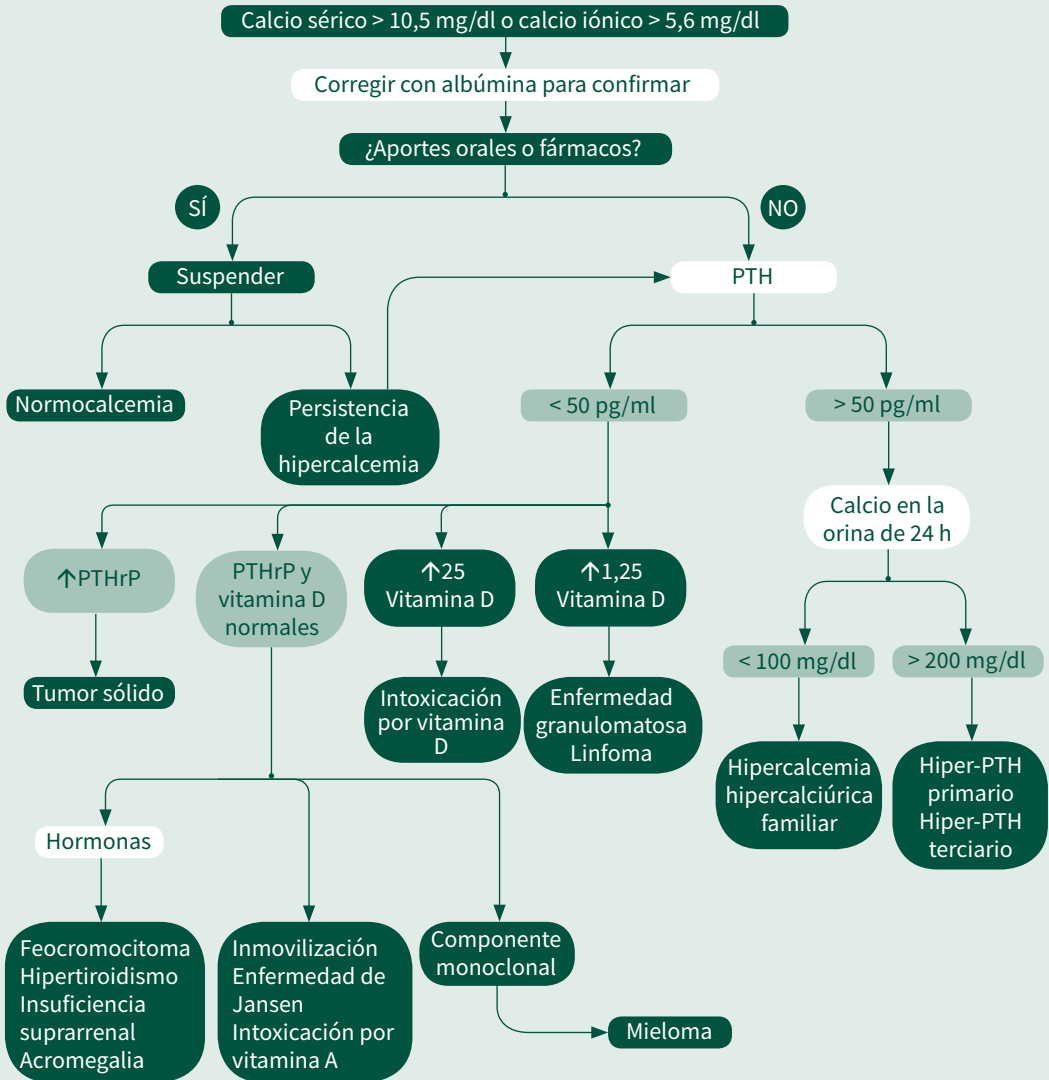 Calcio sérico > 10,5 mg/dl o calcio iónico > 5,6 mg/dl
Corregir con albúmina para confirmar
¿Aportes orales o fármacos?
SÍ
NO
Suspender
PTH
Normocalcemia
Persistencia
de la
hipercalcemia
< 50 pg/ml
> 50 pg/ml
Calcio en la
orina de 24 h
↑PTHrP
PTHrP y
vitamina D
normales
↑25
Vitamina D
↑1,25
Vitamina D
< 100 mg/dl
> 200 mg/dl
Tumor sólido
Intoxicación
por vitamina
D
Enfermedad
granulomatosa
Linfoma
Hipercalcemia
hipercalciúrica
familiar
Hiper-PTH
primario
Hiper-PTH
terciario
Hormonas
Feocromocitoma
Hipertiroidismo
Insuficiencia
suprarrenal
Acromegalia
Inmovilización
Enfermedad de
Jansen
Intoxicación por
vitamina A
Componente
monoclonal
Mieloma